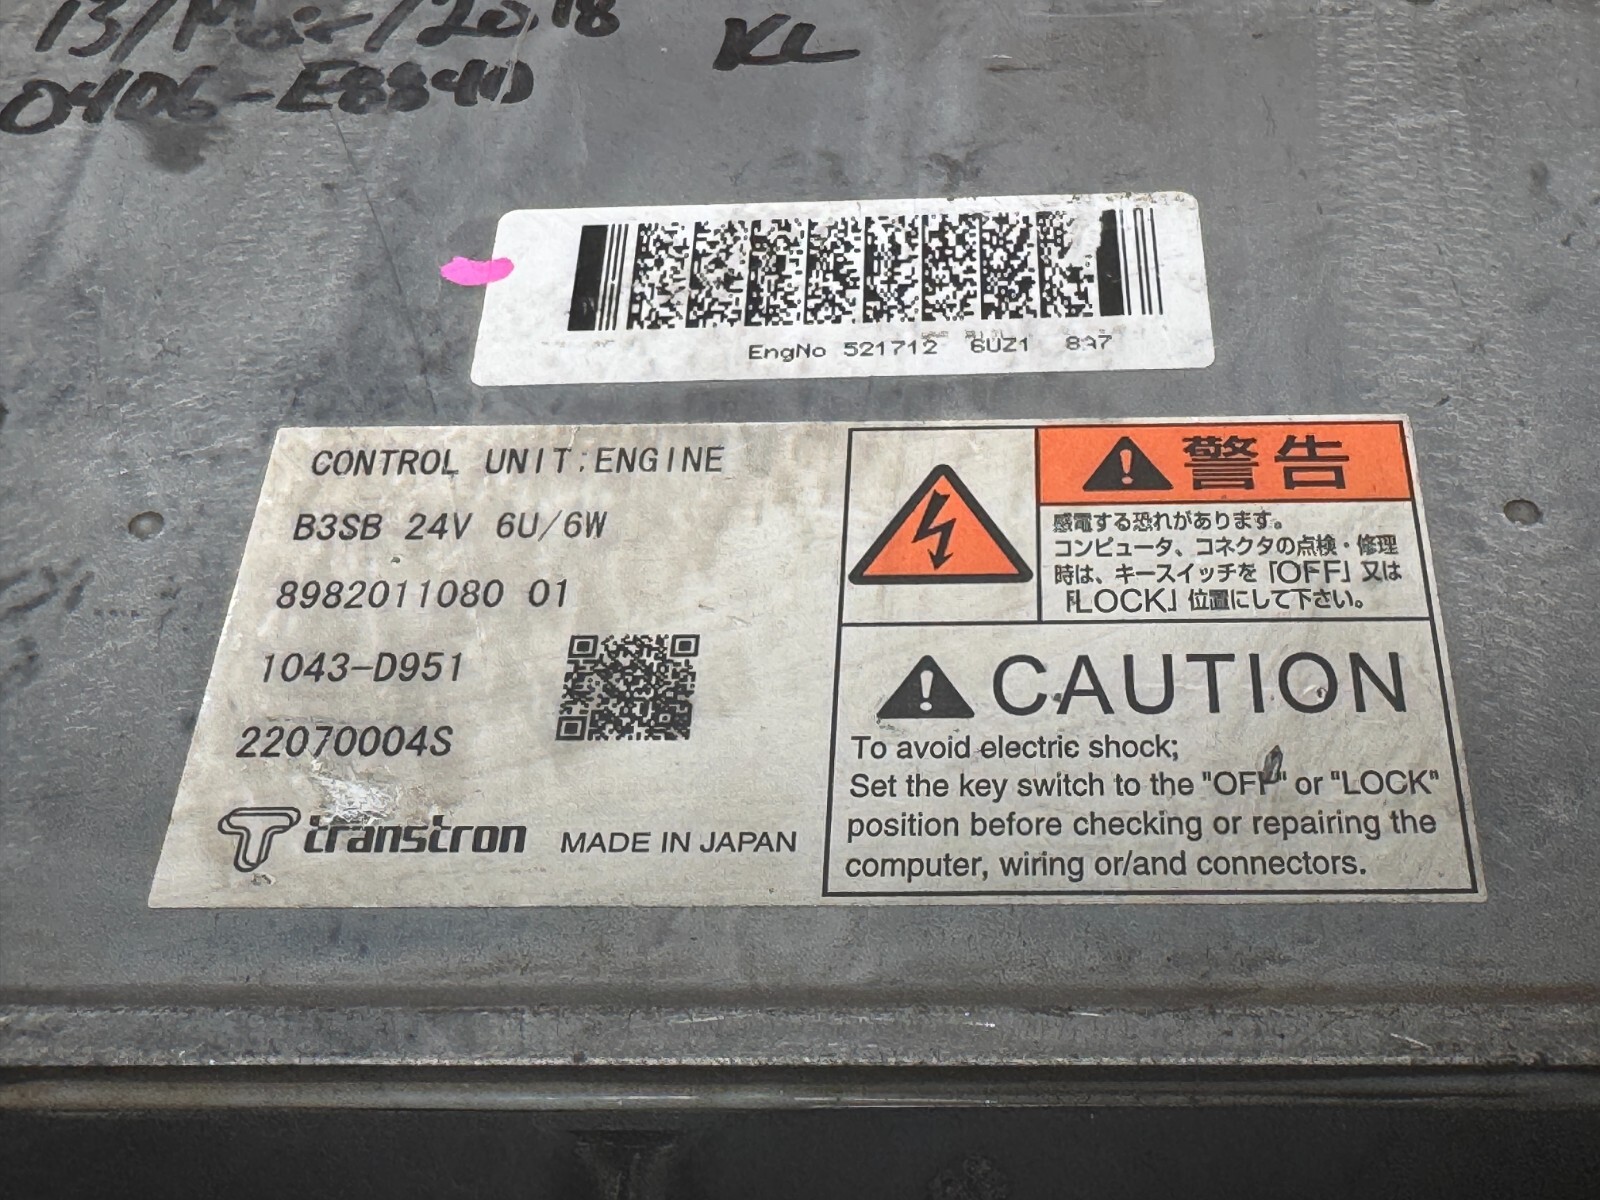 13/Mar/2018 KL
EngNo 521712 6UZ1 8A7
CONTROL UNIT:ENGINE
B3SB 24V 6U/6W
8982011080 01
1043-D951
22070004S
transtron MADE IN JAPAN
警告
感電する恐れがあります。
コンピュータ、コネクタの点検・修理
時は、キースイッチを「OFF」又は
「LOCK」位置にして下さい。
CAUTION
To avoid electric shock;
Set the key switch to the "OFF" or "LOCK"
position before checking or repairing the
computer, wiring or/and connectors.